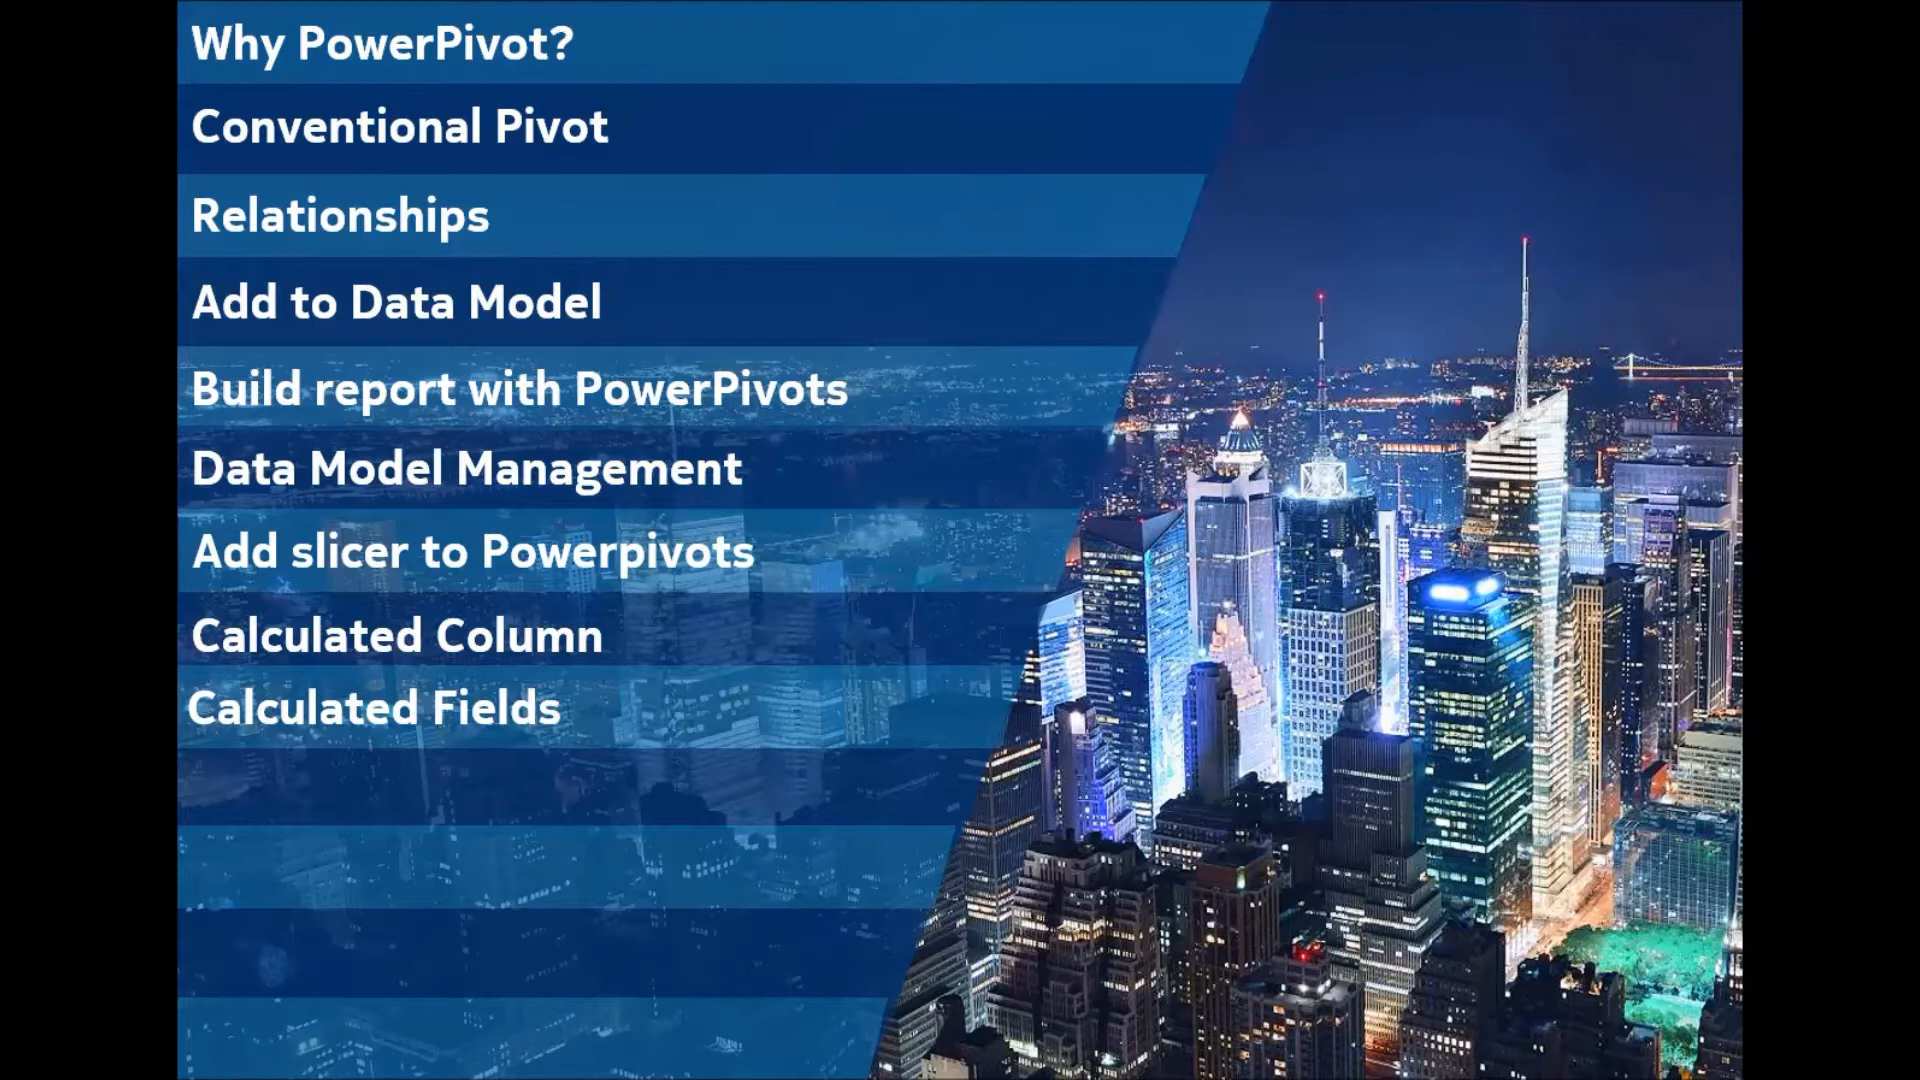 Why PowerPivot?
Conventional Pivot
Relationships
Add to Data Model
Build report with PowerPivots
Data Model Management
Add slicer to Powerpivots
Calculated Column
Calculated Fields